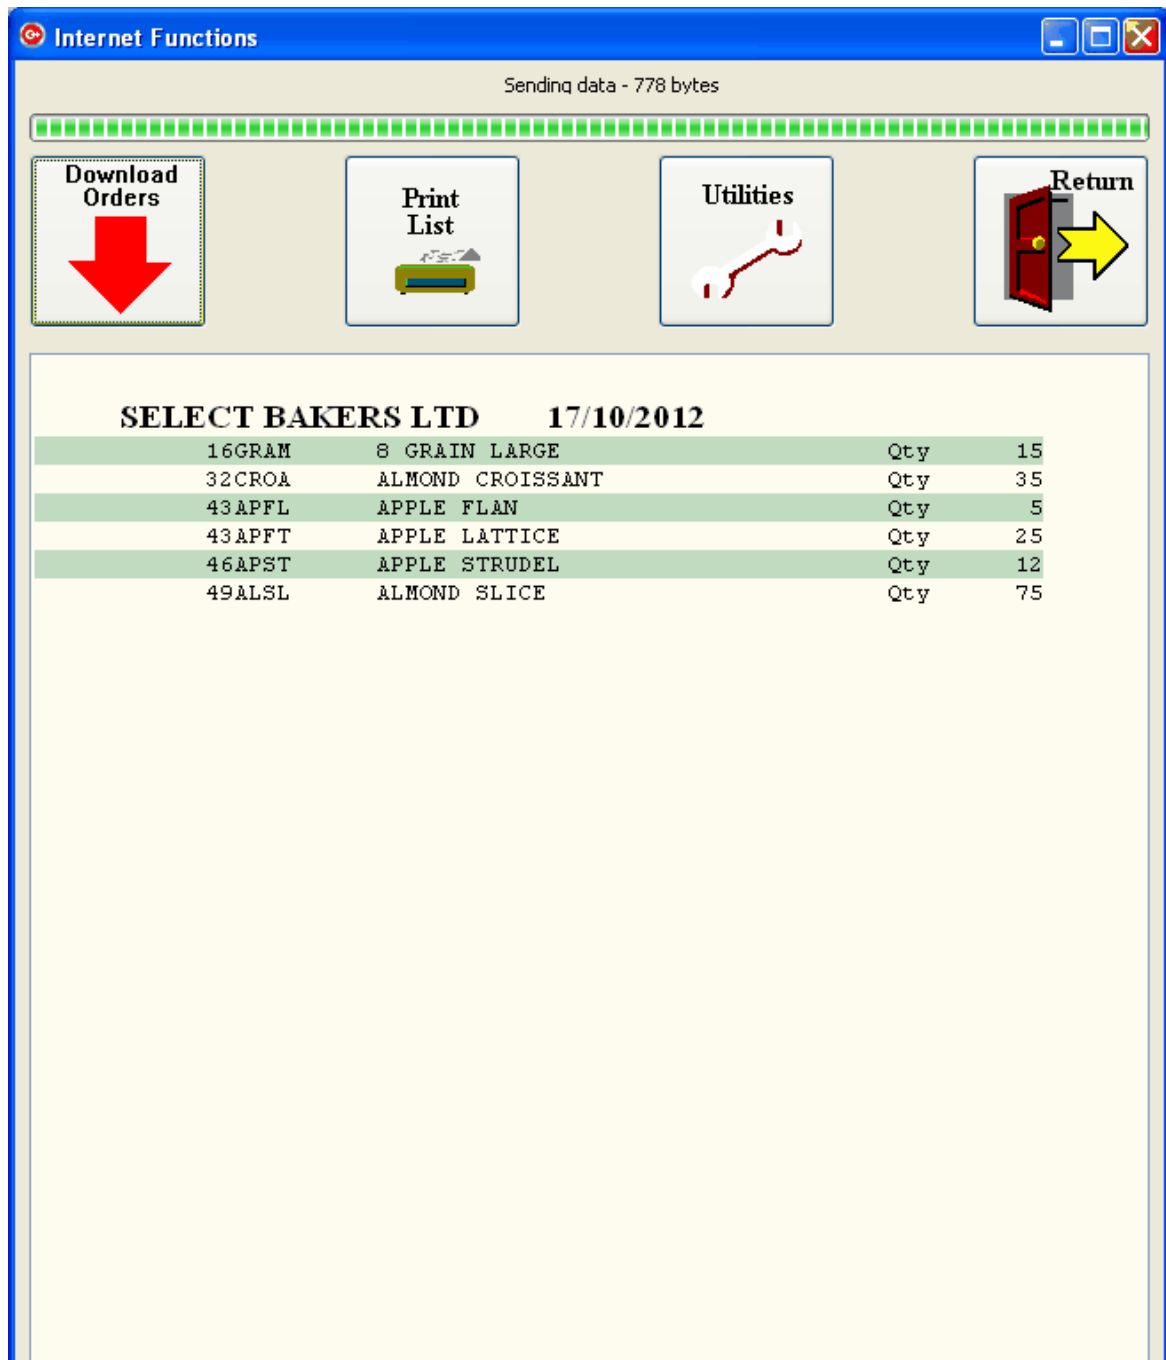 Internet Functions
Sending data - 778 bytes
Download
Orders
Print
List
Utilities
Return
SELECT BAKERS LTD 17/10/2012
16GRAM 8 GRAIN LARGE Qty 15
32CROA ALMOND CROISSANT Qty 35
43APFL APPLE FLAN Qty 5
43APFT APPLE LATTICE Qty 25
46APST APPLE STRUDEL Qty 12
49ALSL ALMOND SLICE Qty 75